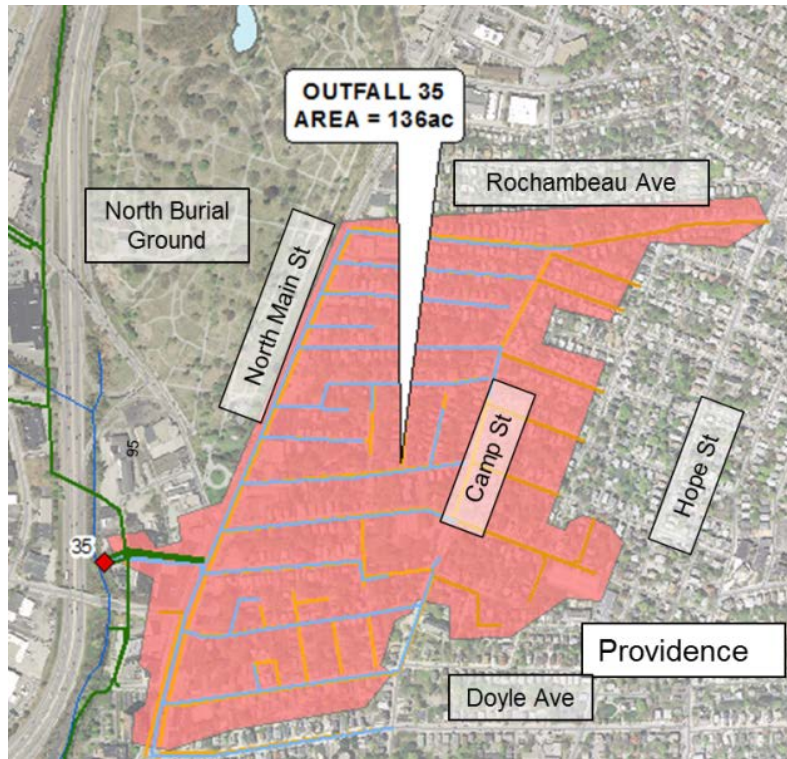 OUTFALL 35
AREA = 136ac
Rochambeau Ave
North Burial
Ground
North Main St
Camp St
Hope St
95
35
Providence
Doyle Ave